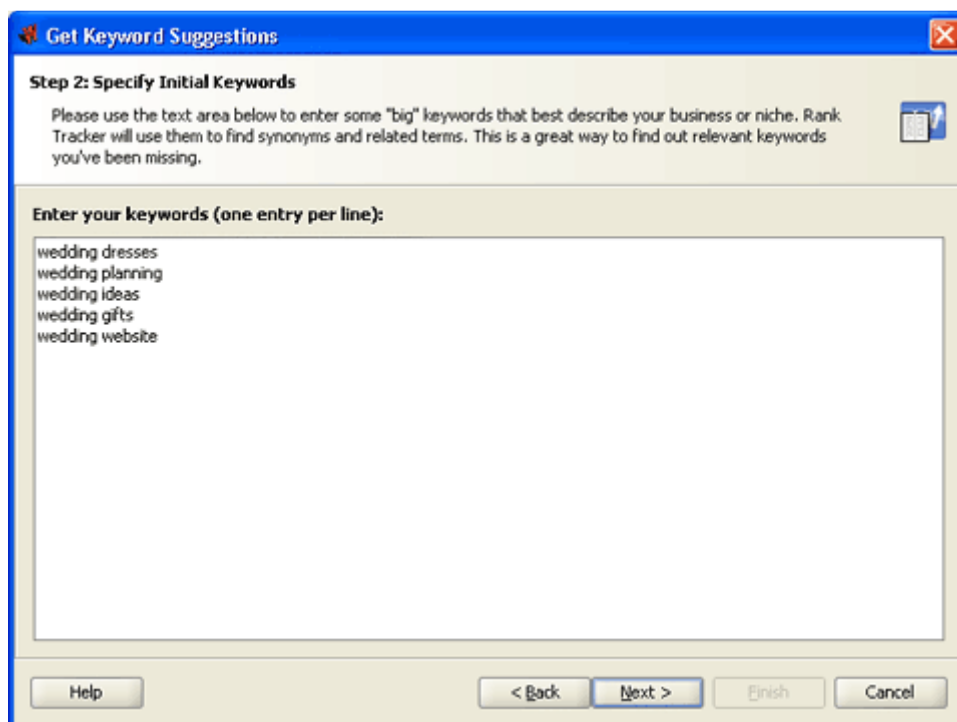 Get Keyword Suggestions
Step 2: Specify Initial Keywords
Please use the text area below to enter some "big" keywords that best describe your business or niche. Rank
Tracker will use them to find synonyms and related terms. This is a great way to find out relevant keywords
you've been missing.
Enter your keywords (one entry per line):
wedding dresses
wedding planning
wedding ideas
wedding gifts
wedding website
Help
< Back
Next >
Finish
Cancel